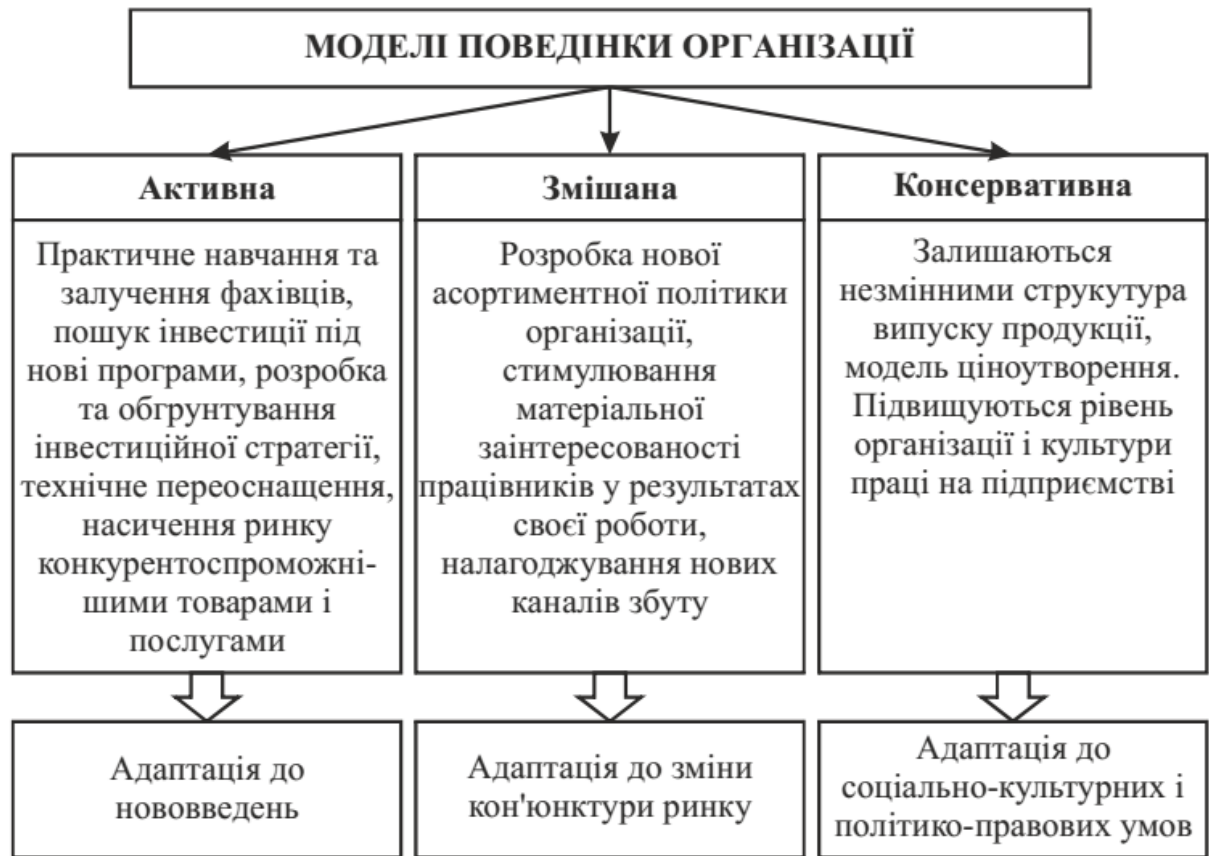 МОДЕЛІ ПОВЕДІНКИ ОРГАНІЗАЦІЇ
Активна
Практичне навчання та
залучення фахівців,
пошук інвестиції під
нові програми, розробка
та обгрунтування
інвестиційної стратегії,
технічне переоснащення,
насичення ринку
конкурентоспроможні-
шими товарами і
послугами
Адаптація до
нововведень
Змішана
Розробка нової
асортиментної політики
організації,
стимулювання
матеріальної
заінтересованості
працівників у результатах
своєї роботи,
налагоджування нових
каналів збуту
Адаптація до зміни
кон'юнктури ринку
Консервативна
Залишаються
незмінними струкутура
випуску продукції,
модель ціноутворення.
Підвищуються рівень
організації і культури
праці на підприємстві
Адаптація до
соціально-культурних і
політико-правових умов